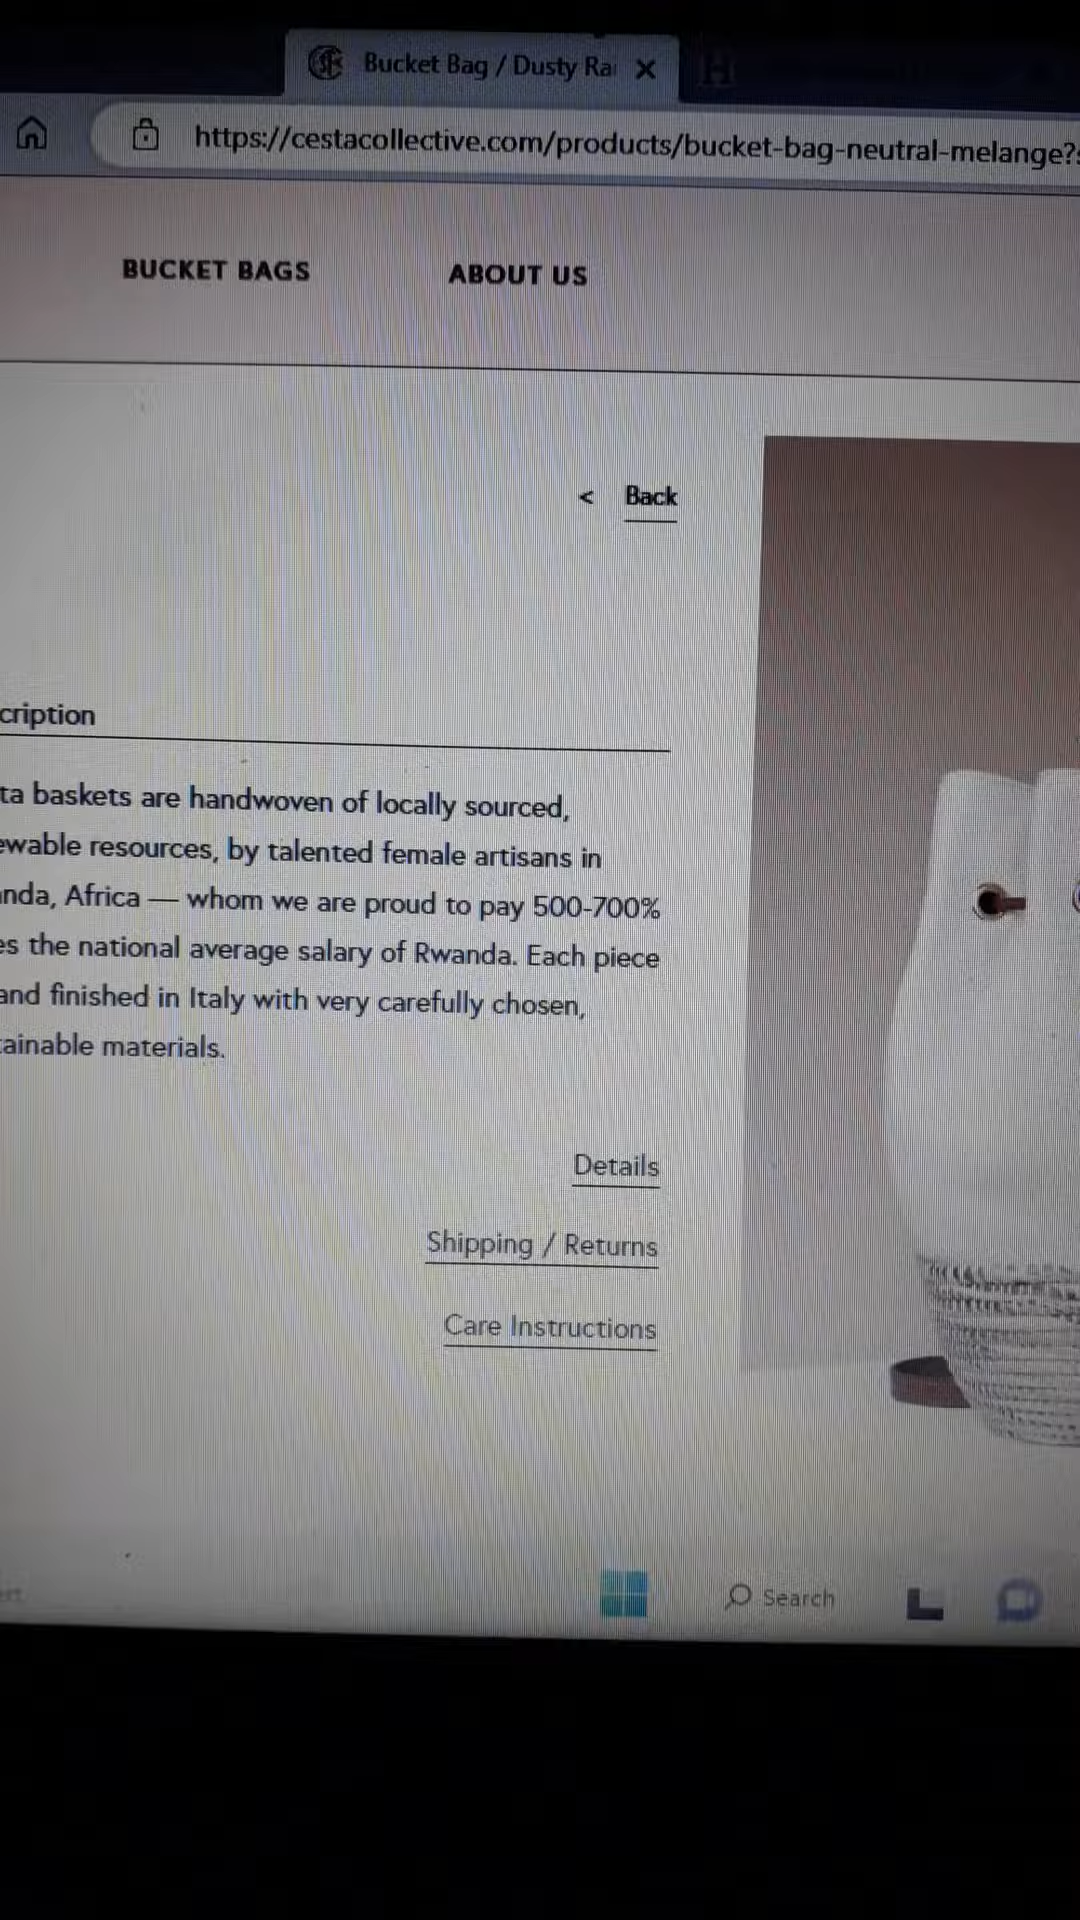 Bucket Bag / Dusty Ra
https://cestacollective.com/products/bucket-bag-neutral-melange?
BUCKET BAGS
ABOUT US
< Back
cription
ta baskets are handwoven of locally sourced,
ewable resources, by talented female artisans in
nda, Africa — whom we are proud to pay 500-700%
es the national average salary of Rwanda. Each piece
and finished in Italy with very carefully chosen,
tainable materials.
Details
Shipping / Returns
Care Instructions
Search